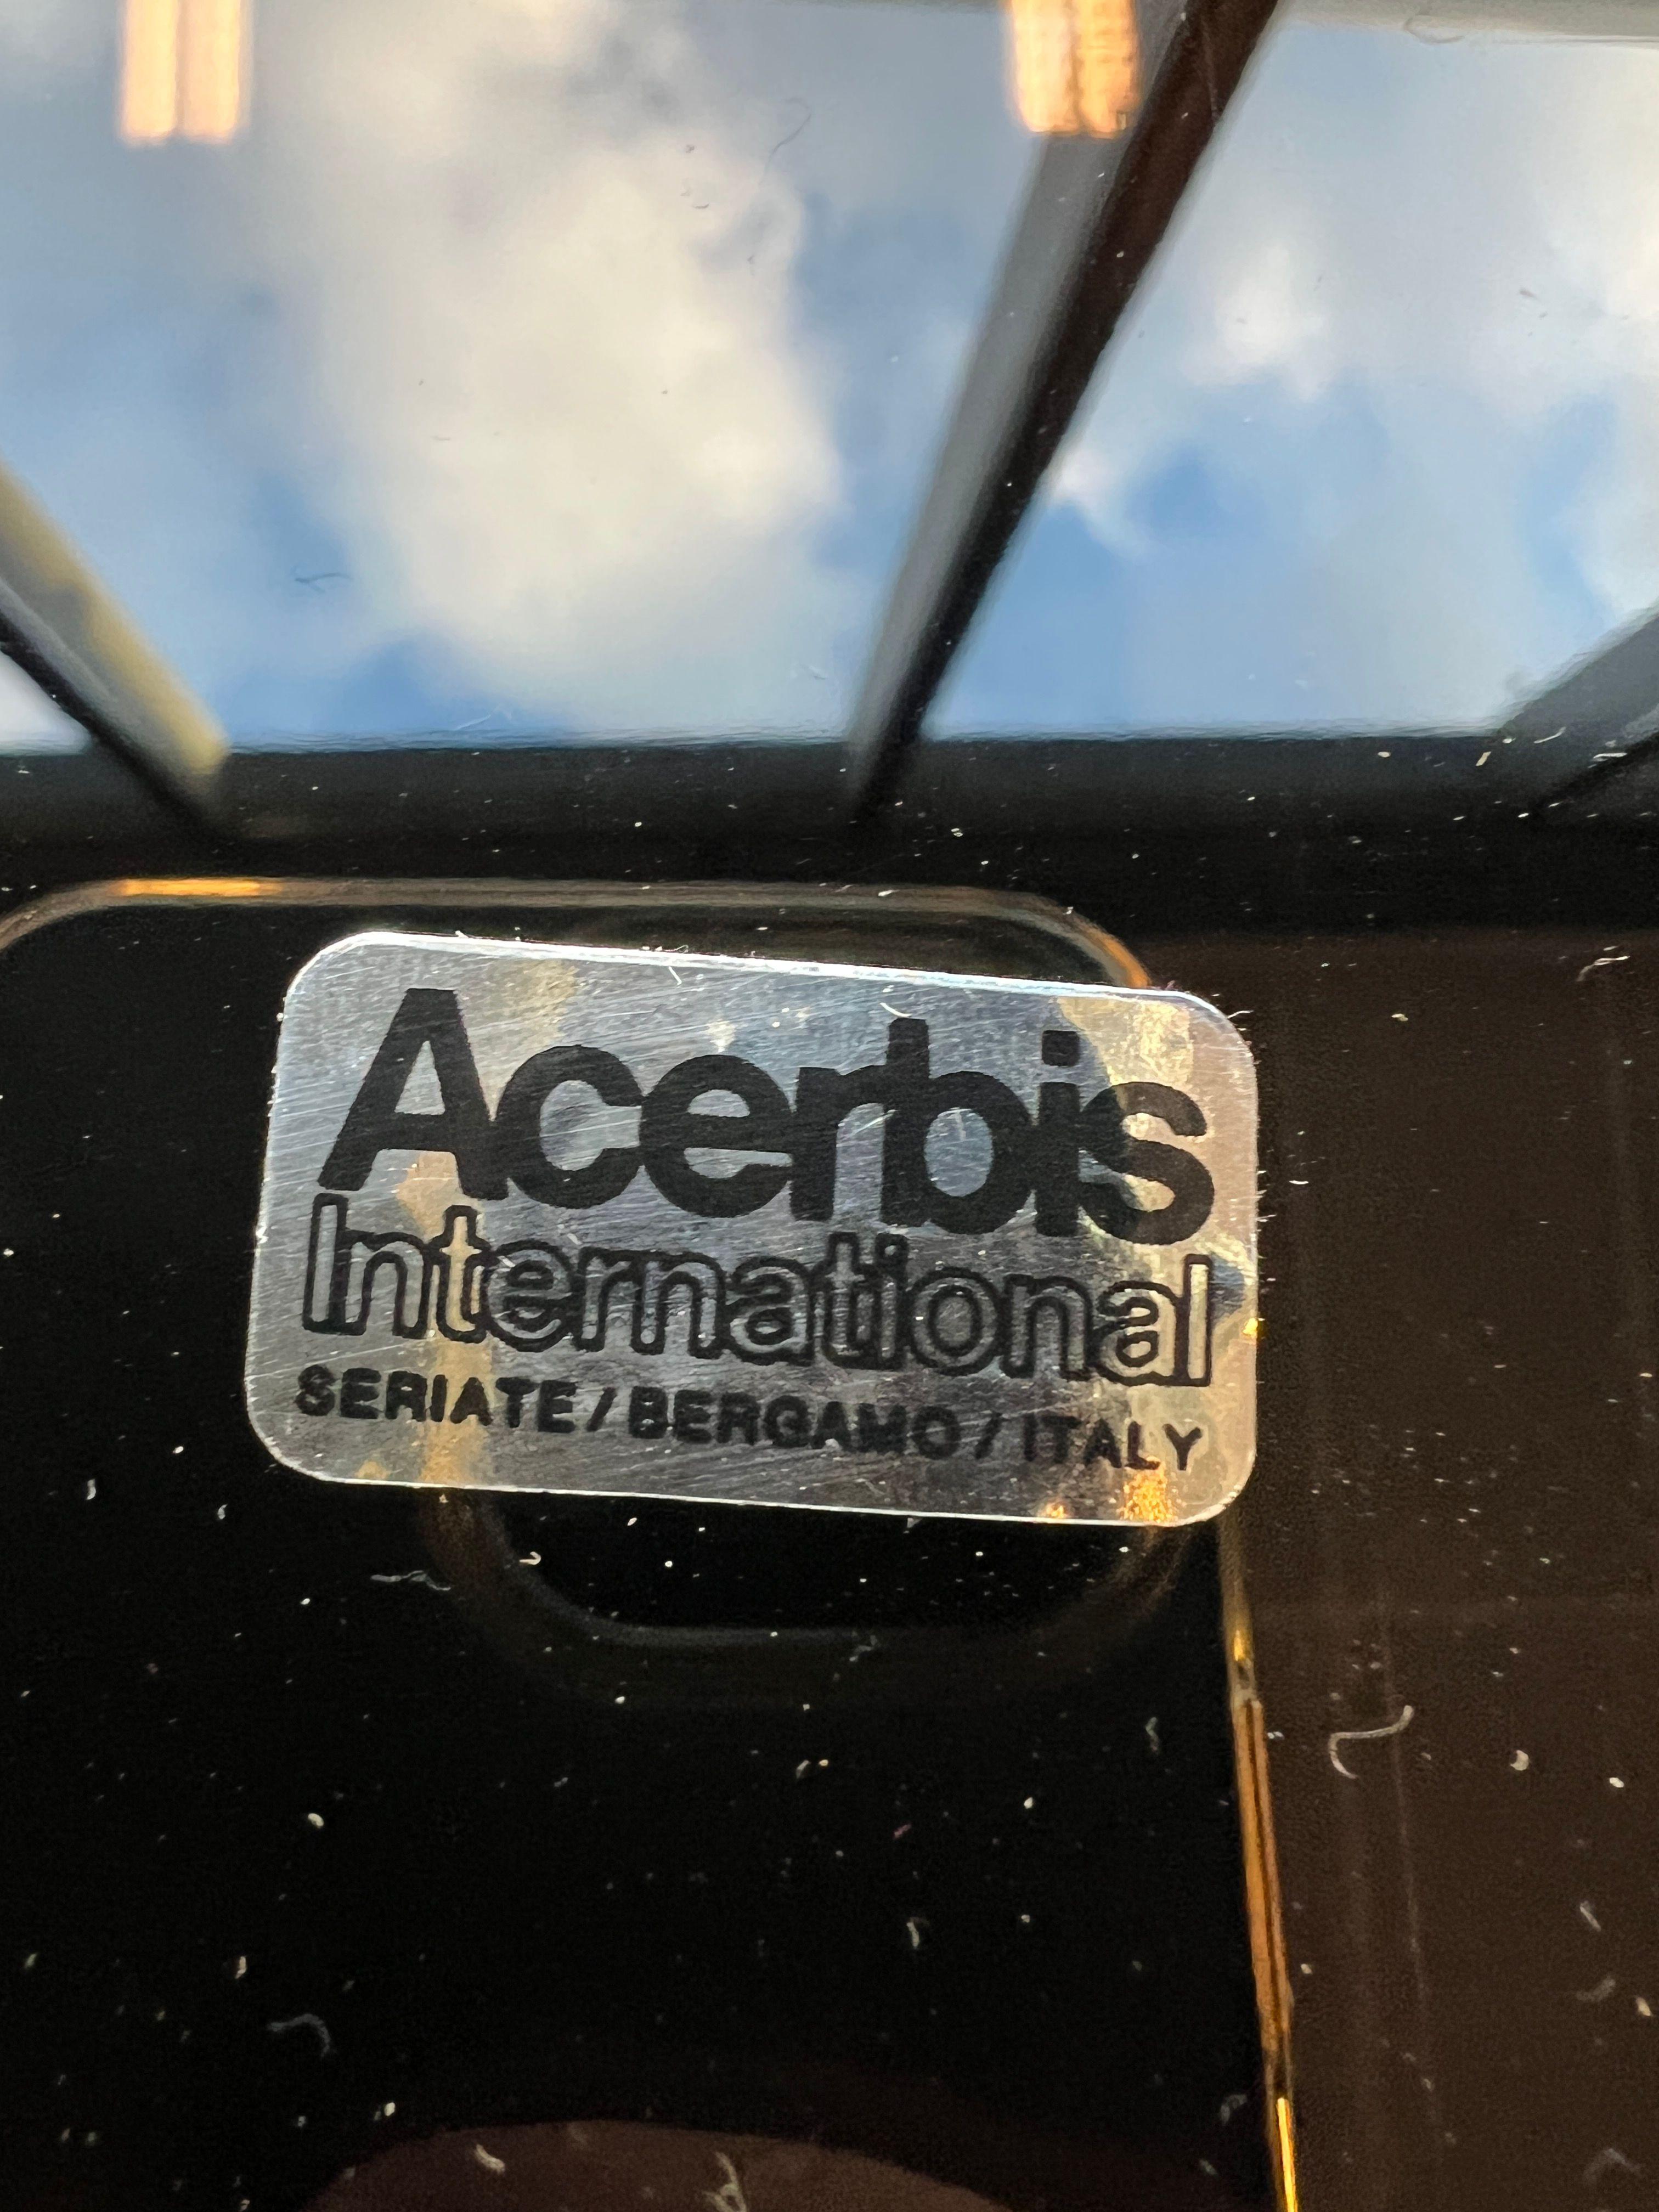 Acerbis
International
SERIATE / BERGAMO / ITALY